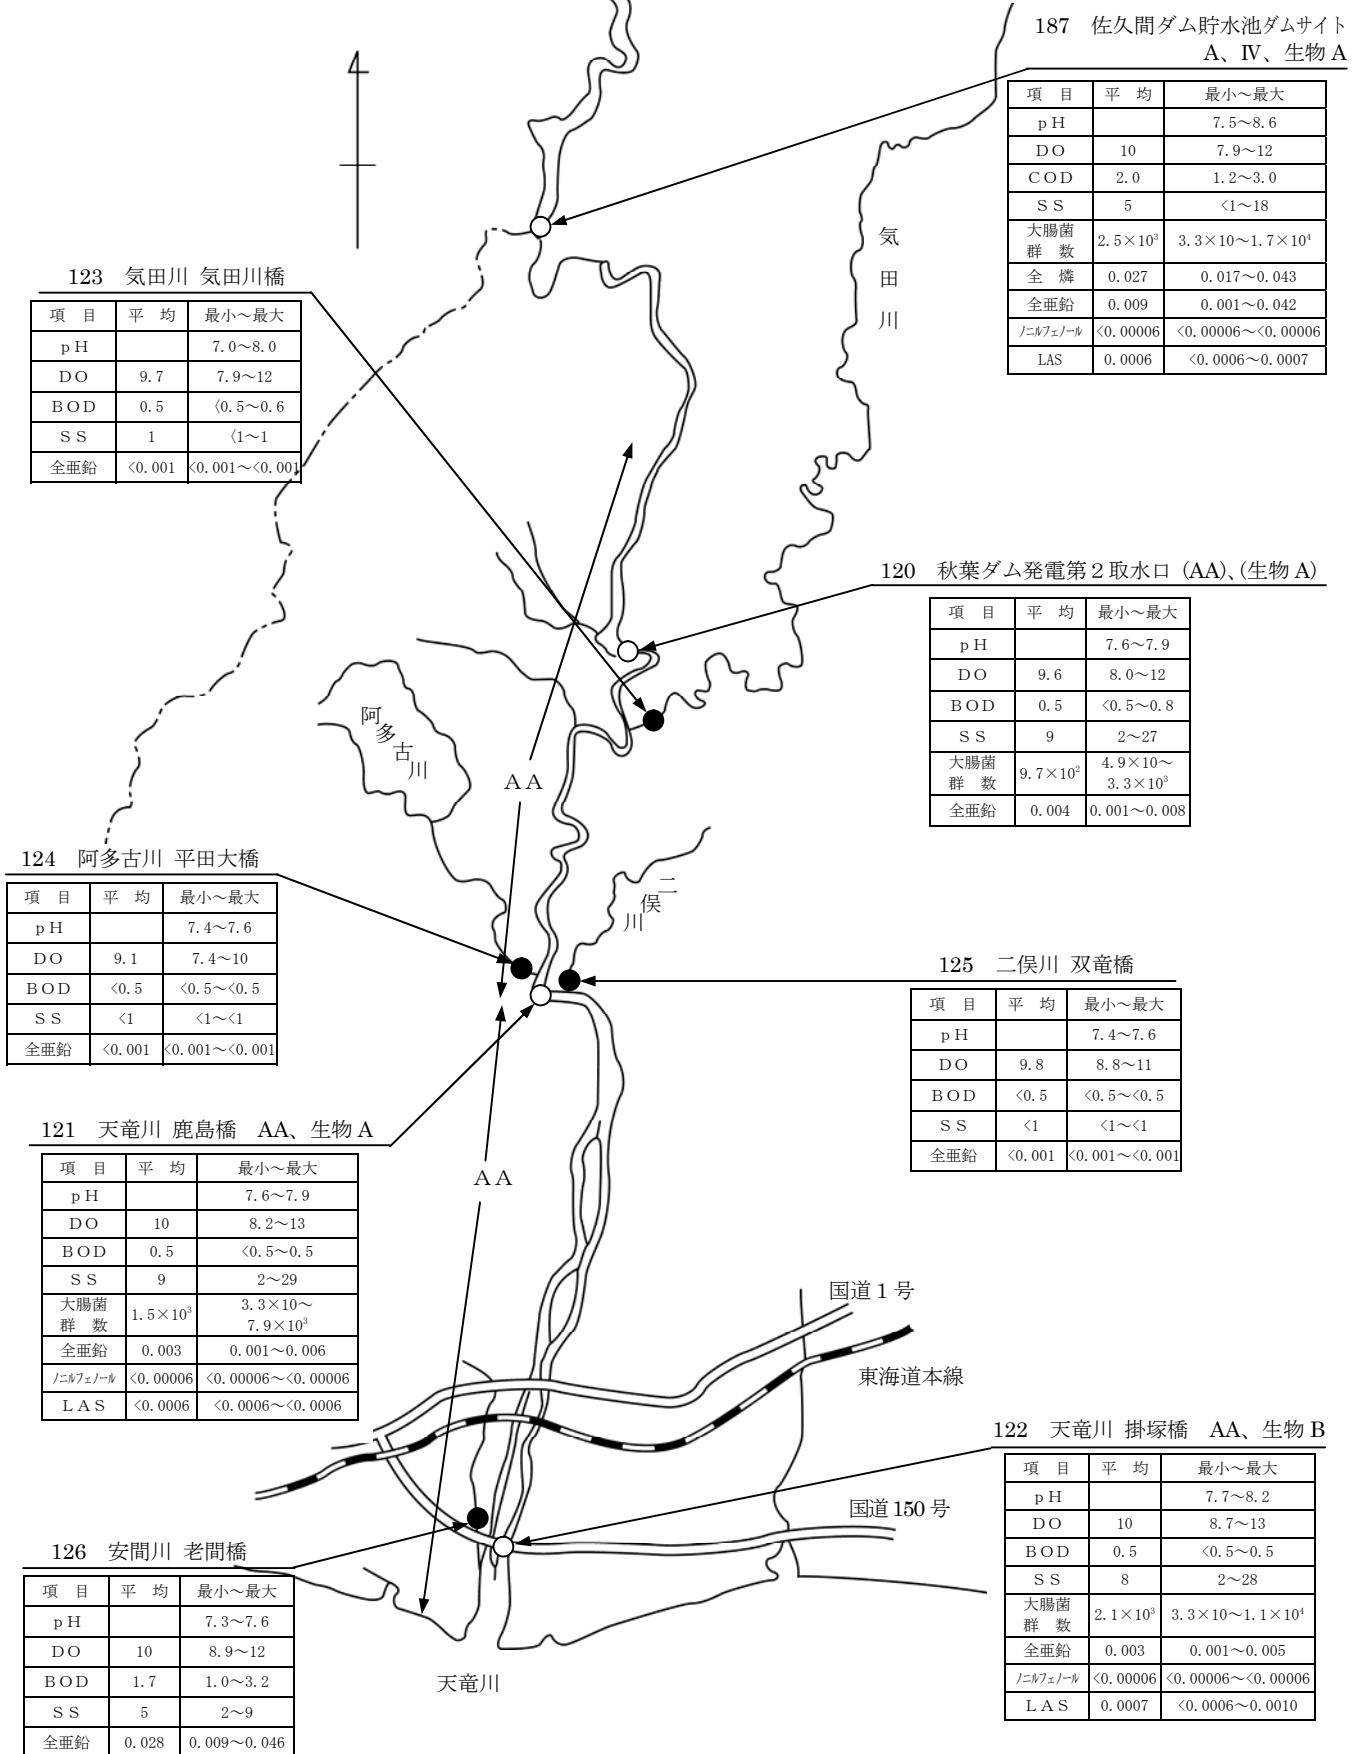 187 佐久間ダム貯水池ダムサイト
A、Ⅳ、生物 A
項 目 平 均 最小～最大
pH 7.5～8.6
DO 10 7.9～12
COD 2.0 1.2～3.0
SS 5 <1～18
大腸菌群 数 2.5×10³ 3.3×10～1.7×10⁴
全 燐 0.027 0.017～0.043
全亜鉛 0.009 0.001～0.042
ﾉﾆﾙﾌｪﾉｰﾙ <0.00006 <0.00006～<0.00006
LAS 0.0006 <0.0006～0.0007
気田川
123 気田川 気田川橋
項 目 平 均 最小～最大
pH 7.0～8.0
DO 9.7 7.9～12
BOD 0.5 〈0.5～0.6
SS 1 〈1～1
全亜鉛 <0.001 <0.001～<0.001
120 秋葉ダム発電第２取水口 (AA)、(生物 A)
項 目 平 均 最小～最大
pH 7.6～7.9
DO 9.6 8.0～12
BOD 0.5 <0.5～0.8
SS 9 2～27
大腸菌群 数 9.7×10² 4.9×10～3.3×10³
全亜鉛 0.004 0.001～0.008
阿多古川
AA
124 阿多古川 平田大橋
項 目 平 均 最小～最大
pH 7.4～7.6
DO 9.1 7.4～10
BOD <0.5 <0.5～<0.5
SS <1 <1～<1
全亜鉛 <0.001 <0.001～<0.001
二俣川
125 二俣川 双竜橋
項 目 平 均 最小～最大
pH 7.4～7.6
DO 9.8 8.8～11
BOD <0.5 <0.5～<0.5
SS <1 <1～<1
全亜鉛 <0.001 <0.001～<0.001
121 天竜川 鹿島橋 AA、生物 A
項 目 平 均 最小～最大
pH 7.6～7.9
DO 10 8.2～13
BOD 0.5 <0.5～0.5
SS 9 2～29
大腸菌群 数 1.5×10³ 3.3×10～7.9×10³
全亜鉛 0.003 0.001～0.006
ﾉﾆﾙﾌｪﾉｰﾙ <0.00006 <0.00006～<0.00006
LAS <0.0006 <0.0006～<0.0006
AA
国道 1 号
東海道本線
122 天竜川 掛塚橋 AA、生物 B
項 目 平 均 最小～最大
pH 7.7～8.2
DO 10 8.7～13
BOD 0.5 <0.5～0.5
SS 8 2～28
大腸菌群 数 2.1×10³ 3.3×10～1.1×10⁴
全亜鉛 0.003 0.001～0.005
ﾉﾆﾙﾌｪﾉｰﾙ <0.00006 <0.00006～<0.00006
LAS 0.0007 <0.0006～0.0010
国道 150 号
126 安間川 老間橋
項 目 平 均 最小～最大
pH 7.3～7.6
DO 10 8.9～12
BOD 1.7 1.0～3.2
SS 5 2～9
全亜鉛 0.028 0.009～0.046
天竜川